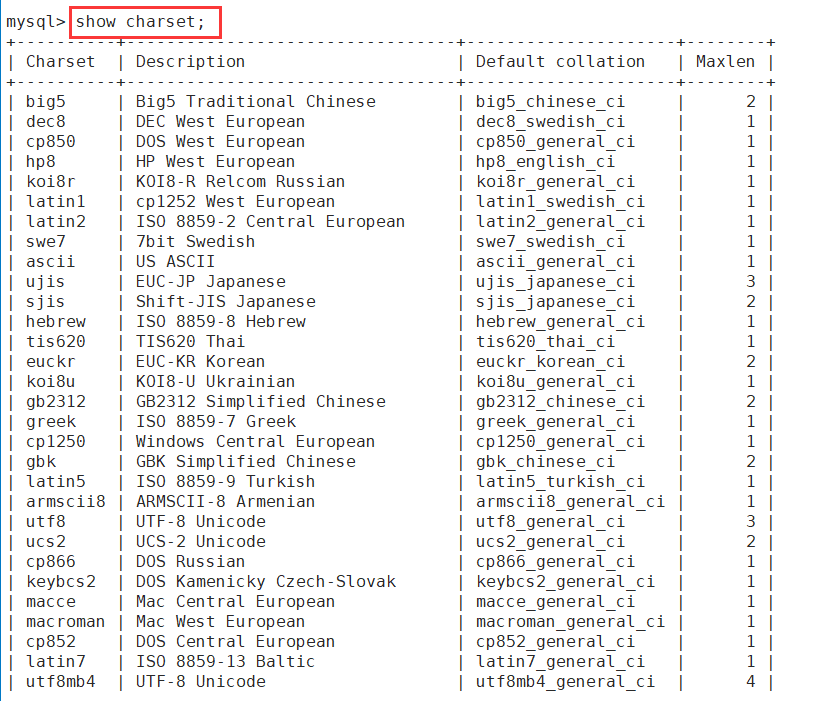 mysql> show charset;
+----------+---------------------------------+---------------------+--------+
| Charset  | Description                     | Default collation   | Maxlen |
+----------+---------------------------------+---------------------+--------+
| big5     | Big5 Traditional Chinese        | big5_chinese_ci     |      2 |
| dec8     | DEC West European               | dec8_swedish_ci     |      1 |
| cp850    | DOS West European               | cp850_general_ci    |      1 |
| hp8      | HP West European                | hp8_english_ci      |      1 |
| koi8r    | KOI8-R Relcom Russian           | koi8r_general_ci    |      1 |
| latin1   | cp1252 West European            | latin1_swedish_ci   |      1 |
| latin2   | ISO 8859-2 Central European     | latin2_general_ci   |      1 |
| swe7     | 7bit Swedish                    | swe7_swedish_ci     |      1 |
| ascii    | US ASCII                        | ascii_general_ci    |      1 |
| ujis     | EUC-JP Japanese                 | ujis_japanese_ci    |      3 |
| sjis     | Shift-JIS Japanese              | sjis_japanese_ci    |      2 |
| hebrew   | ISO 8859-8 Hebrew               | hebrew_general_ci   |      1 |
| tis620   | TIS620 Thai                     | tis620_thai_ci      |      1 |
| euckr    | EUC-KR Korean                   | euckr_korean_ci     |      2 |
| koi8u    | KOI8-U Ukrainian                | koi8u_general_ci    |      1 |
| gb2312   | GB2312 Simplified Chinese       | gb2312_chinese_ci   |      2 |
| greek    | ISO 8859-7 Greek                | greek_general_ci    |      1 |
| cp1250   | Windows Central European        | cp1250_general_ci   |      1 |
| gbk      | GBK Simplified Chinese          | gbk_chinese_ci      |      2 |
| latin5   | ISO 8859-9 Turkish              | latin5_turkish_ci   |      1 |
| armscii8 | ARMSCII-8 Armenian              | armscii8_general_ci |      1 |
| utf8     | UTF-8 Unicode                   | utf8_general_ci     |      3 |
| ucs2     | UCS-2 Unicode                   | ucs2_general_ci     |      2 |
| cp866    | DOS Russian                     | cp866_general_ci    |      1 |
| keybcs2  | DOS Kamenicky Czech-Slovak      | keybcs2_general_ci  |      1 |
| macce    | Mac Central European            | macce_general_ci    |      1 |
| macroman | Mac West European               | macroman_general_ci |      1 |
| cp852    | DOS Central European            | cp852_general_ci    |      1 |
| latin7   | ISO 8859-13 Baltic              | latin7_general_ci   |      1 |
| utf8mb4  | UTF-8 Unicode                   | utf8mb4_general_ci  |      4 |